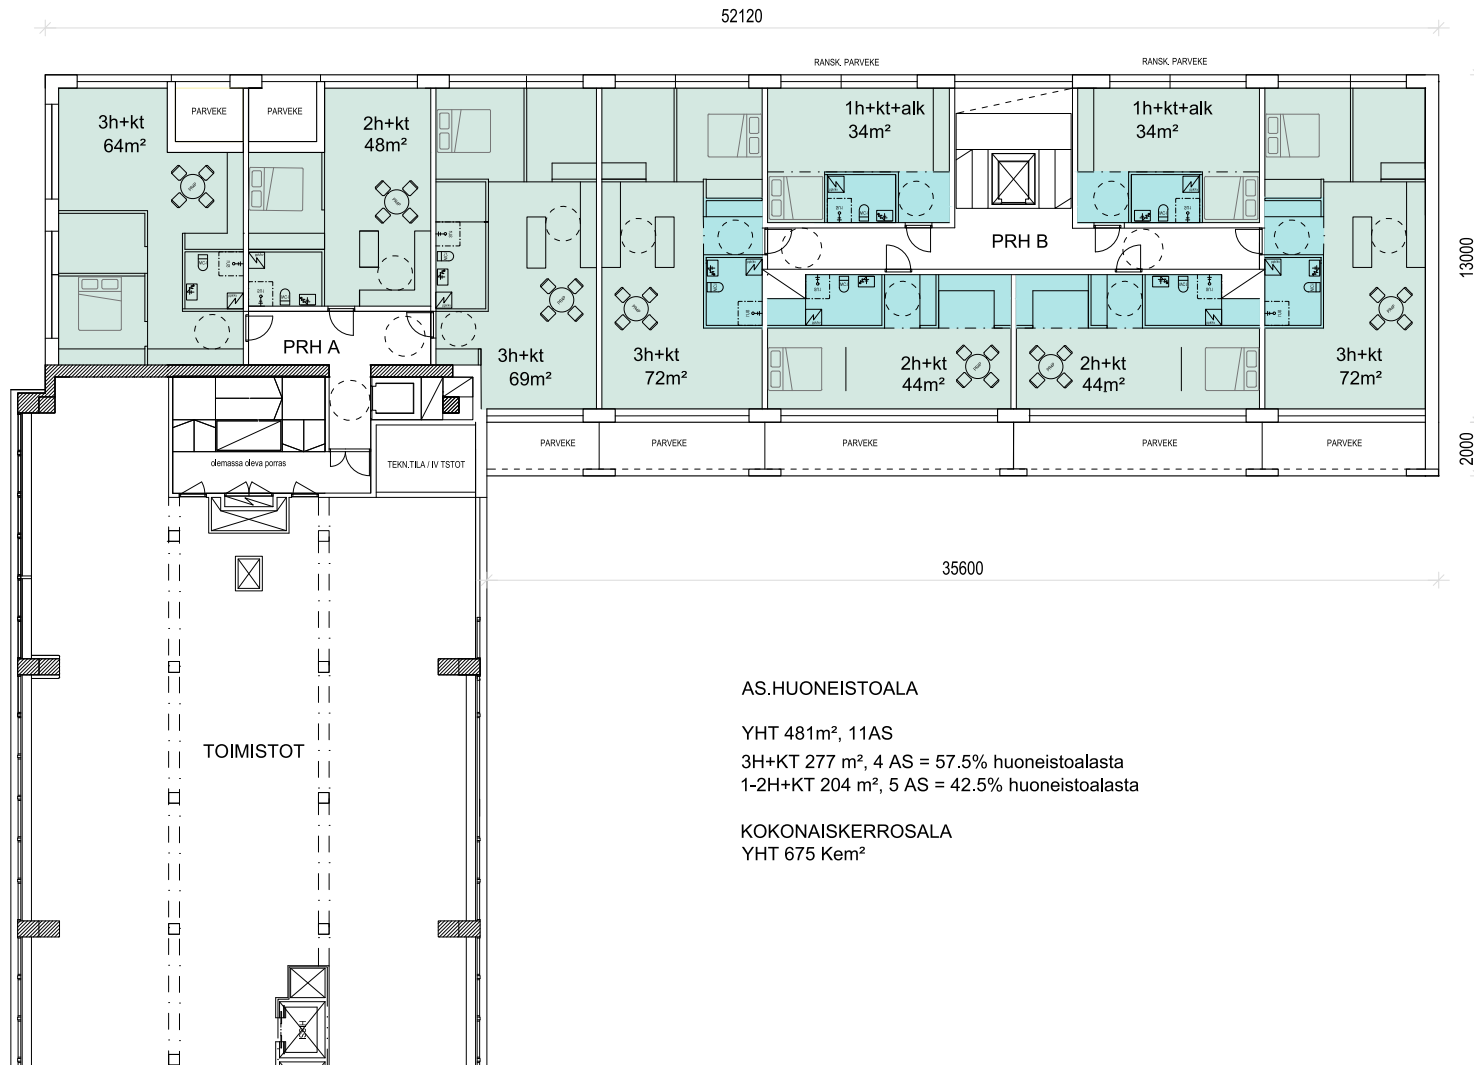 52120
RANSK. PARVEKE
RANSK. PARVEKE
3h+kt
64m²
PARVEKE
PARVEKE
2h+kt
48m²
1h+kt+alk
34m²
1h+kt+alk
34m²
PRH B
13000
PRH A
3h+kt
69m²
3h+kt
72m²
2h+kt
44m²
2h+kt
44m²
3h+kt
72m²
olemassa oleva porras
TEKN.TILA / IV TSTOT
PARVEKE
PARVEKE
PARVEKE
PARVEKE
PARVEKE
2000
35600
AS.HUONEISTOALA
YHT 481m², 11AS
3H+KT 277 m², 4 AS = 57.5% huoneistoalasta
1-2H+KT 204 m², 5 AS = 42.5% huoneistoalasta
KOKONAISKERROSALA
YHT 675 Kem²
TOIMISTOT